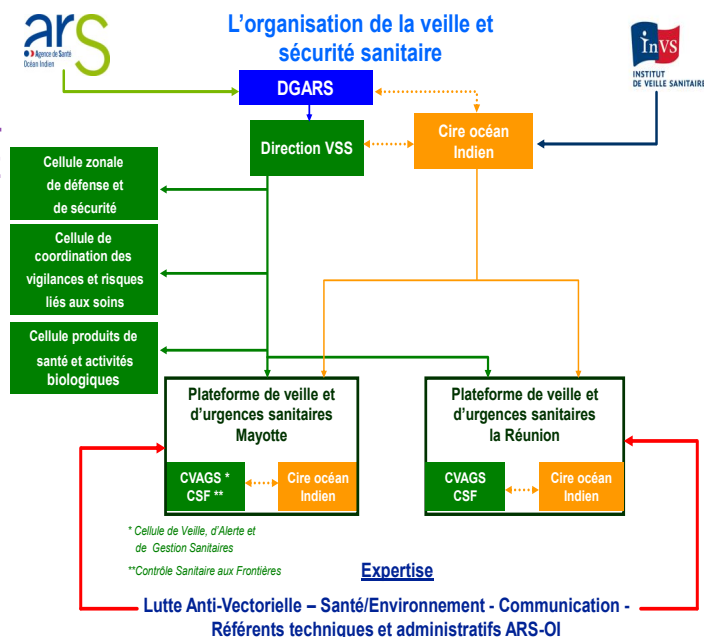 L'organisation de la veille et
sécurité sanitaire
ars
Agence de Santé
Océan Indien
InVS
INSTITUT
DE VEILLE SANITAIRE
DGARS
Direction VSS
Cire océan
Indien
Cellule zonale
de défense et
de sécurité
Cellule de
coordination des
vigilances et risques
liés aux soins
Cellule produits de
santé et activités
biologiques
Plateforme de veille et
d'urgences sanitaires
Mayotte
CVAGS *
CSF **
Cire océan
Indien
Plateforme de veille et
d'urgences sanitaires
la Réunion
CVAGS
CSF
Cire océan
Indien
* Cellule de Veille, d'Alerte et
de Gestion Sanitaires
**Contrôle Sanitaire aux Frontières
Expertise
Lutte Anti-Vectorielle – Santé/Environnement - Communication -
Référents techniques et administratifs ARS-OI